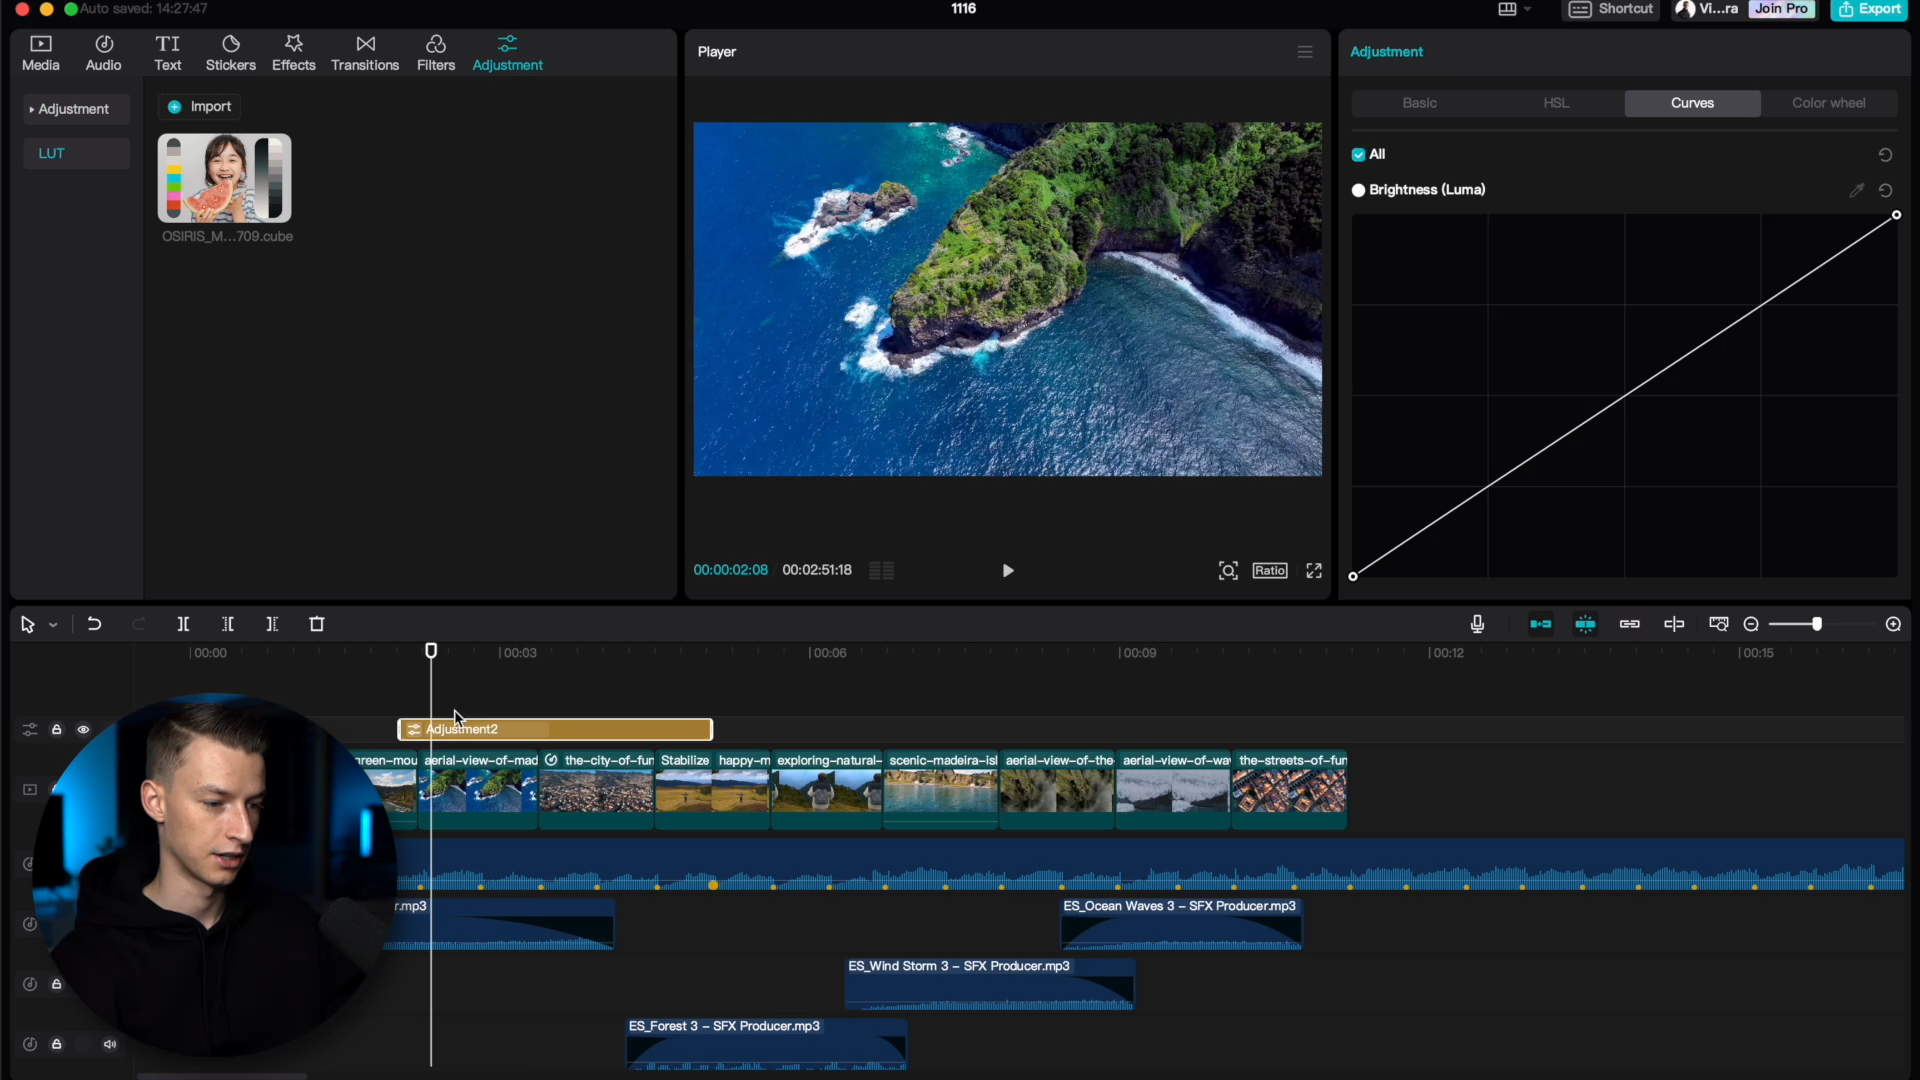 Auto saved: 14:27:47
1116
Shortcut
Vi...ra
Join Pro
Export
Media
Audio
TI
Text
Stickers
Effects
Transitions
Filters
Adjustment
Player
Adjustment
Adjustment
LUT
Import
OSIRIS_M...709.cube
Basic
HSL
Curves
Color wheel
All
Brightness (Luma)
00:00:02:08
00:02:51:18
Ratio
00:00
00:03
00:06
00:09
00:12
00:15
Adjustment2
green-mou
aerial-view-of-mad
the-city-of-fun
Stabilize
happy-m
exploring-natural-
scenic-madeira-isl
aerial-view-of-the-
aerial-view-of-wav
the-streets-of-fun
r.mp3
ES_Ocean Waves 3 – SFX Producer.mp3
ES_Wind Storm 3 – SFX Producer.mp3
ES_Forest 3 – SFX Producer.mp3